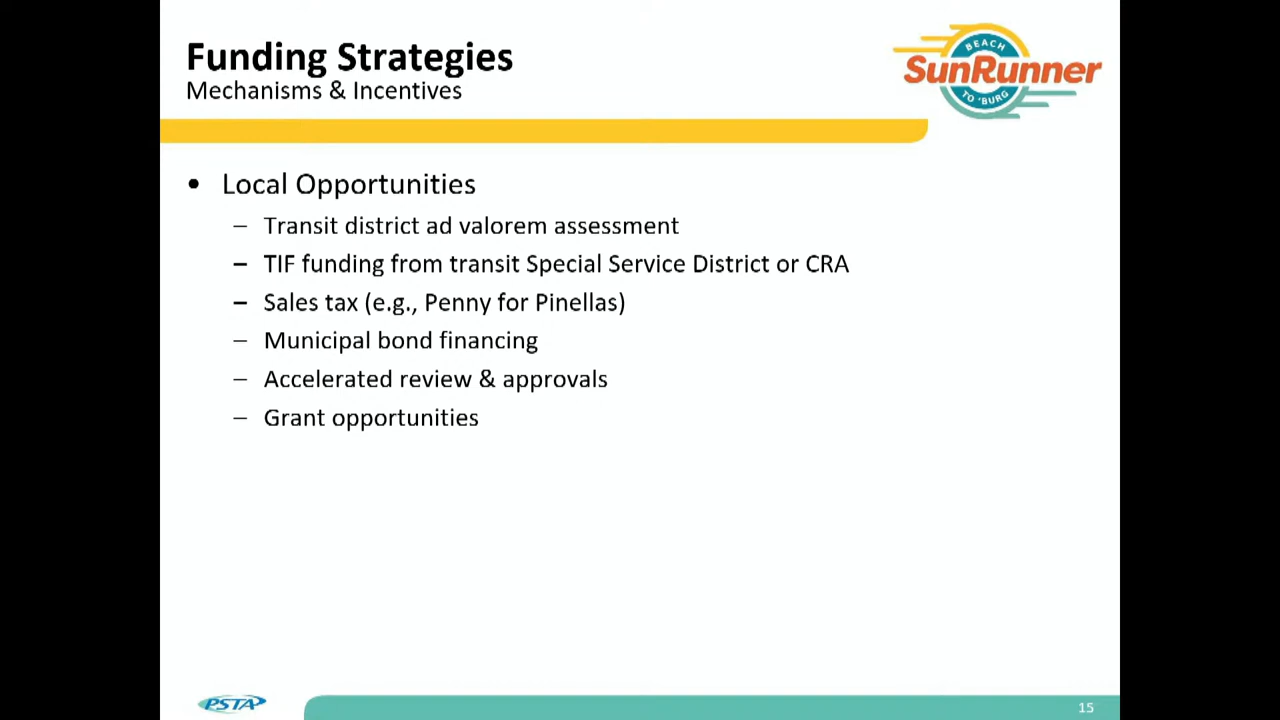 Funding Strategies
Mechanisms & Incentives
BEACH
SunRunner
TO 'BURG
• Local Opportunities
– Transit district ad valorem assessment
– TIF funding from transit Special Service District or CRA
– Sales tax (e.g., Penny for Pinellas)
– Municipal bond financing
– Accelerated review & approvals
– Grant opportunities
PSTA
15